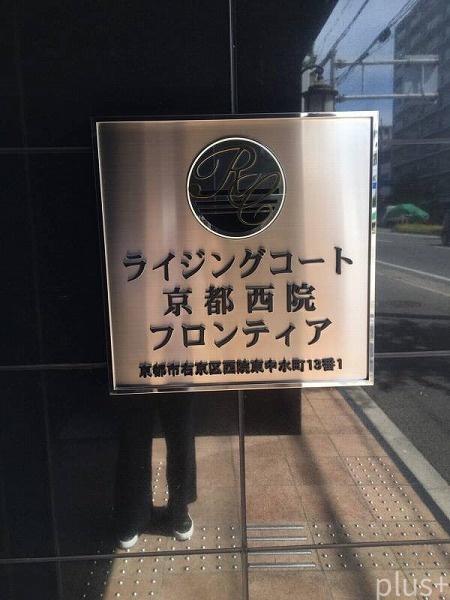 RC
ライジングコート
京都西院
フロンティア
京都市右京区西院東中水町13番1
plus+